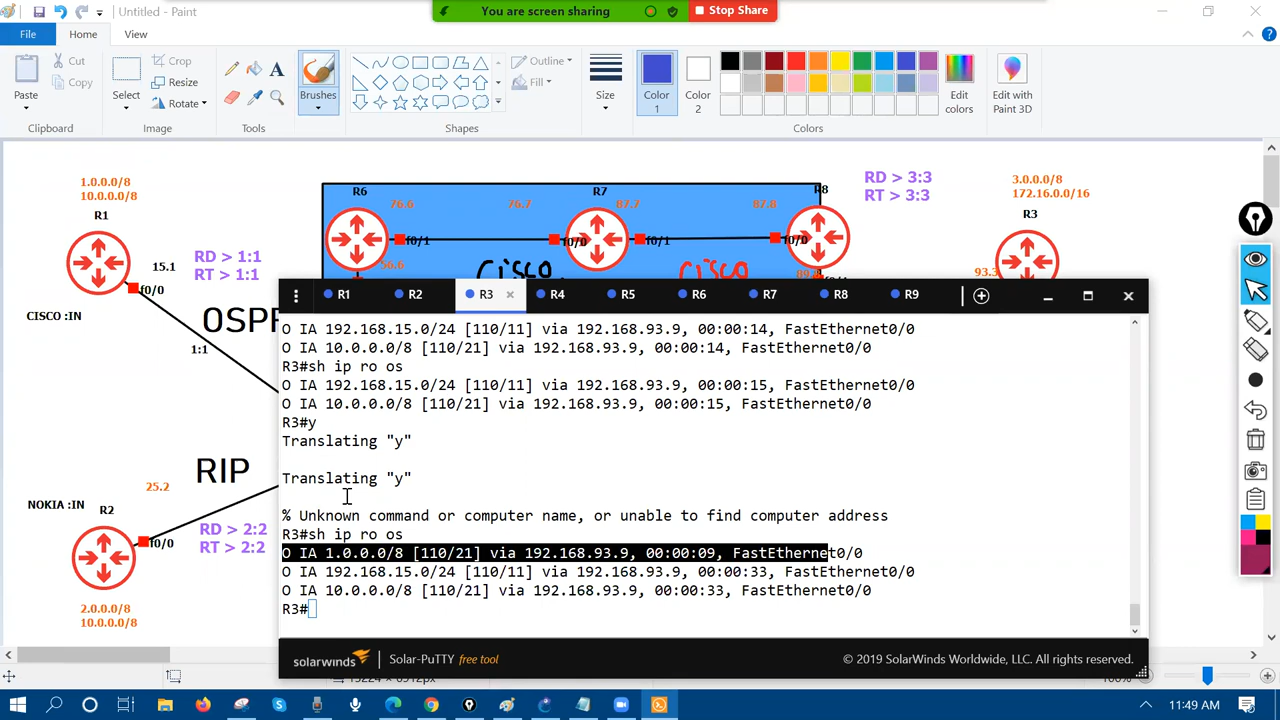 Untitled - Paint
You are screen sharing
Stop Share
File
Home
View
Paste
Cut
Copy
Clipboard
Select
Crop
Resize
Rotate
Image
Tools
Brushes
Outline
Fill
Shapes
Size
Color
1
Color
2
Edit
colors
Edit with
Paint 3D
Colors
1.0.0.0/8
10.0.0.0/8
R1
15.1
f0/0
RD > 1:1
RT > 1:1
CISCO :IN
OSPF
1:1
R6
76.6
f0/1
56.6
76.7
f0/0
R7
87.7
f0/1
87.8
f0/0
R8
cisco
cisco
RD > 3:3
RT > 3:3
3.0.0.0/8
172.16.0.0/16
R3
93.3
RIP
25.2
NOKIA :IN
R2
f0/0
RD > 2:2
RT > 2:2
2.0.0.0/8
10.0.0.0/8
R1
R2
R3
R4
R5
R6
R7
R8
R9
O IA 192.168.15.0/24 [110/11] via 192.168.93.9, 00:00:14, FastEthernet0/0
O IA 10.0.0.0/8 [110/21] via 192.168.93.9, 00:00:14, FastEthernet0/0
R3#sh ip ro os
O IA 192.168.15.0/24 [110/11] via 192.168.93.9, 00:00:15, FastEthernet0/0
O IA 10.0.0.0/8 [110/21] via 192.168.93.9, 00:00:15, FastEthernet0/0
R3#y
Translating "y"
Translating "y"
% Unknown command or computer name, or unable to find computer address
R3#sh ip ro os
O IA 1.0.0.0/8 [110/21] via 192.168.93.9, 00:00:09, FastEthernet0/0
O IA 192.168.15.0/24 [110/11] via 192.168.93.9, 00:00:33, FastEthernet0/0
O IA 10.0.0.0/8 [110/21] via 192.168.93.9, 00:00:33, FastEthernet0/0
R3#
solarwinds
Solar-PuTTY free tool
© 2019 SolarWinds Worldwide, LLC. All rights reserved.
11:49 AM